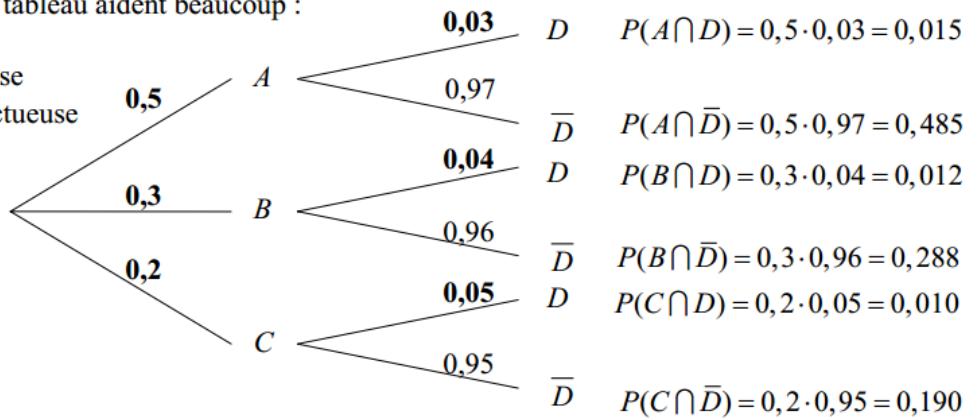 tableau aident beaucoup :
0,03 D P(A∩D) = 0,5·0,03 = 0,015
A
0,5
0,97
D̅ P(A∩D̅) = 0,5·0,97 = 0,485
0,04 D P(B∩D) = 0,3·0,04 = 0,012
0,3 B
0,96
D̅ P(B∩D̅) = 0,3·0,96 = 0,288
0,2
0,05 D P(C∩D) = 0,2·0,05 = 0,010
C
0,95
D̅ P(C∩D̅) = 0,2·0,95 = 0,190